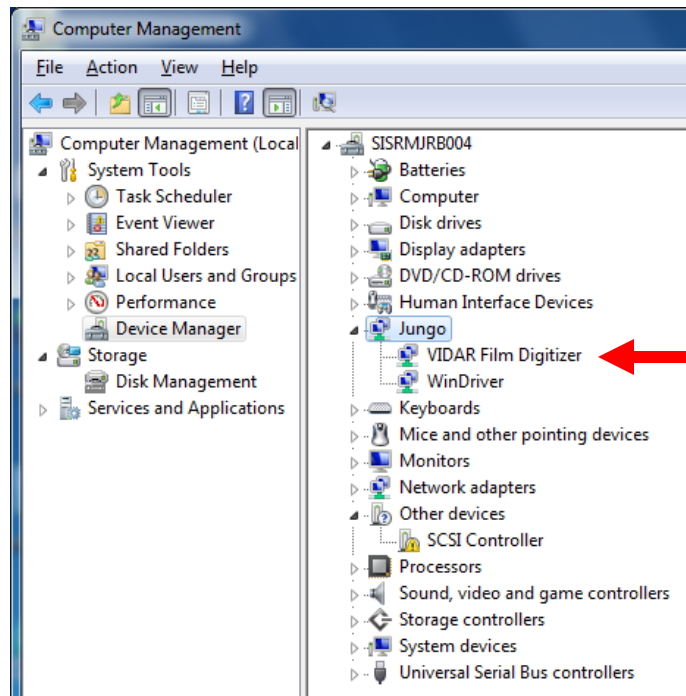 Computer Management
File Action View Help
Computer Management (Local
System Tools
Task Scheduler
Event Viewer
Shared Folders
Local Users and Groups
Performance
Device Manager
Storage
Disk Management
Services and Applications
SISRMJRB004
Batteries
Computer
Disk drives
Display adapters
DVD/CD-ROM drives
Human Interface Devices
Jungo
VIDAR Film Digitizer
WinDriver
Keyboards
Mice and other pointing devices
Monitors
Network adapters
Other devices
SCSI Controller
Processors
Sound, video and game controllers
Storage controllers
System devices
Universal Serial Bus controllers